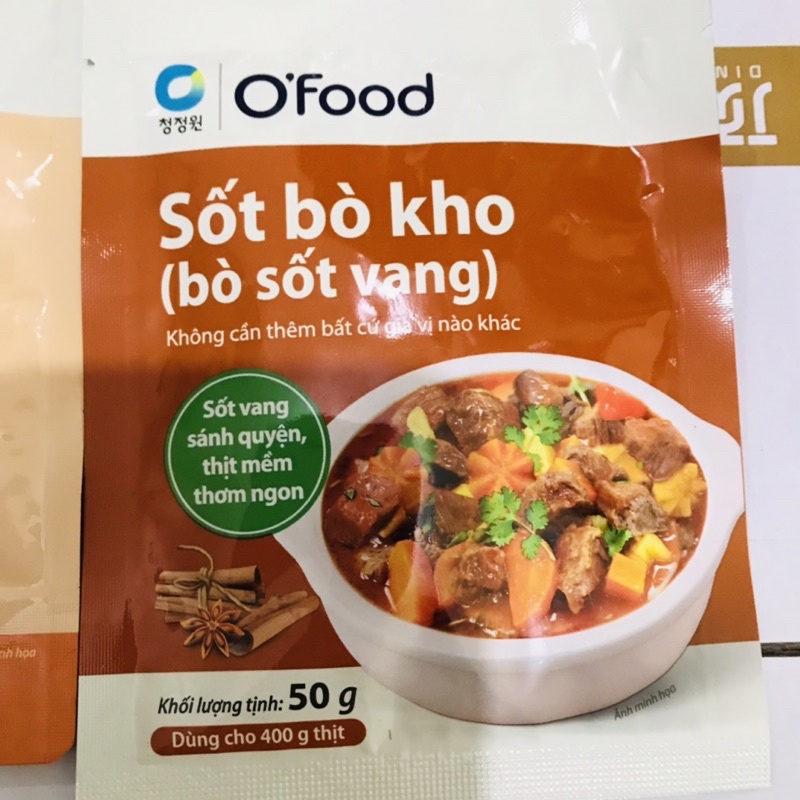 청정원
O'Food
Sốt bò kho
(bò sốt vang)
Không cần thêm bất cứ gia vị nào khác
Sốt vang
sánh quyện,
thịt mềm
thơm ngon
Khối lượng tịnh: 50 g
Dùng cho 400 g thịt
Ảnh minh họa
nh họa